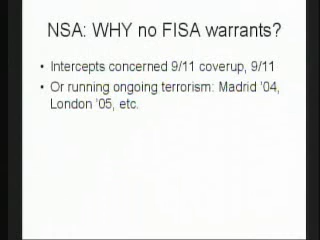 NSA: WHY no FISA warrants?
• Intercepts concerned 9/11 coverup, 9/11
• Or running ongoing terrorism: Madrid '04,
London '05, etc.